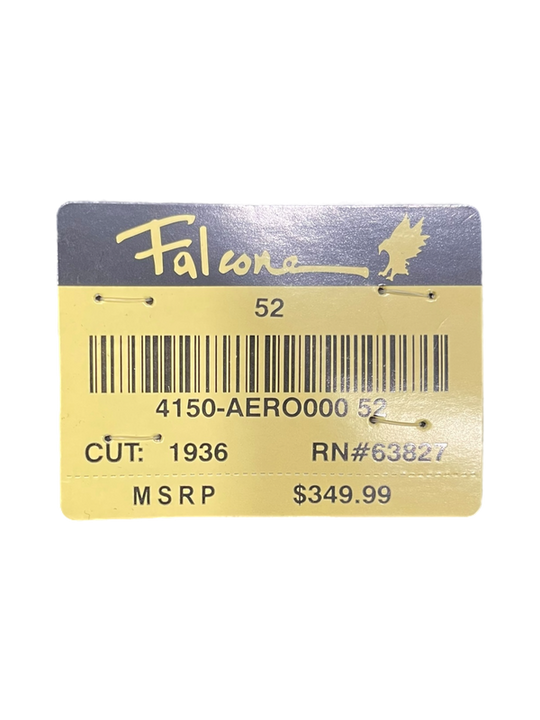 Falcone
52
4150-AERO000 52
CUT: 1936 RN#63827
MSRP $349.99